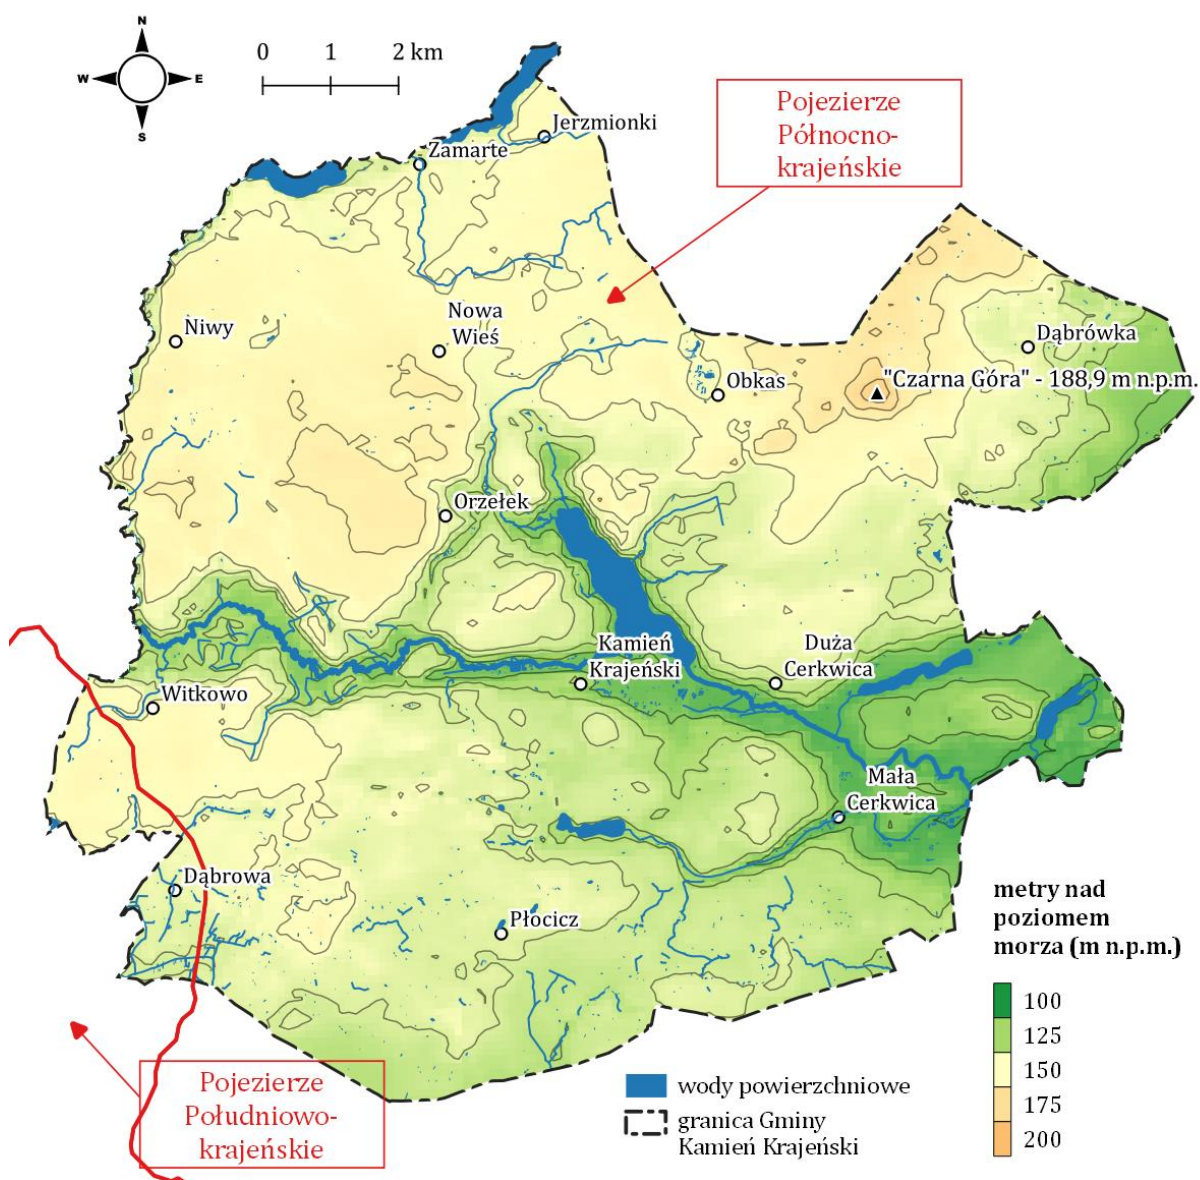 N
W
E
S
0 1 2 km
Pojezierze
Północno-
krajeńskie
Jerzmionki
Zamarte
Nowa
Wieś
Niwy
Dąbrówka
Obkas
"Czarna Góra" - 188,9 m n.p.m.
Orzełek
Kamień
Krajeński
Duża
Cerkwica
Witkowo
Mała
Cerkwica
Dąbrowa
Płocicz
metry nad
poziomem
morza (m n.p.m.)
100
125
150
175
200
Pojezierze
Południowo-
krajeńskie
wody powierzchniowe
granica Gminy
Kamień Krajeński